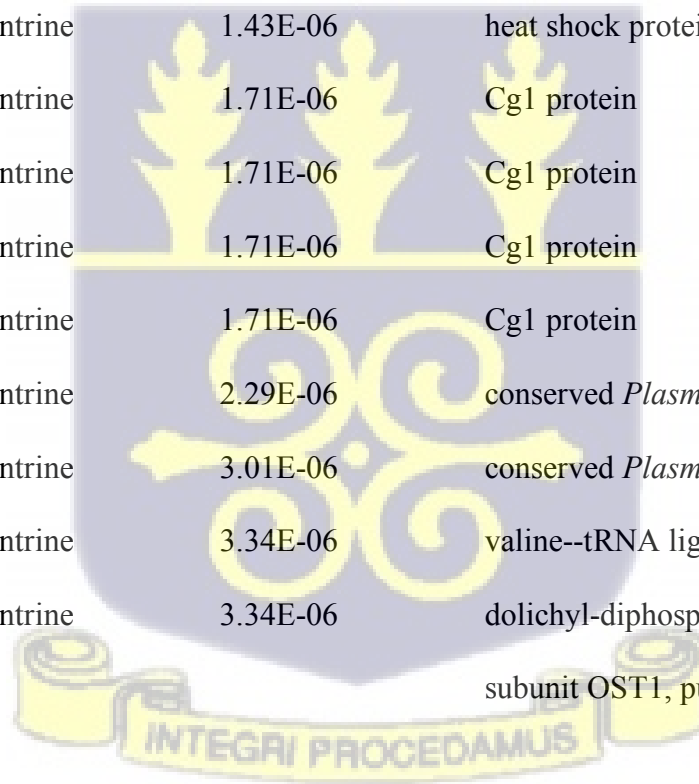 ntrine 1.43E-06 heat shock protei
ntrine 1.71E-06 Cg1 protein
ntrine 1.71E-06 Cg1 protein
ntrine 1.71E-06 Cg1 protein
ntrine 1.71E-06 Cg1 protein
ntrine 2.29E-06 conserved Plasm
ntrine 3.01E-06 conserved Plasm
ntrine 3.34E-06 valine--tRNA lig
ntrine 3.34E-06 dolichyl-diphosp
subunit OST1, pu
INTEGRI PROCEDAMUS